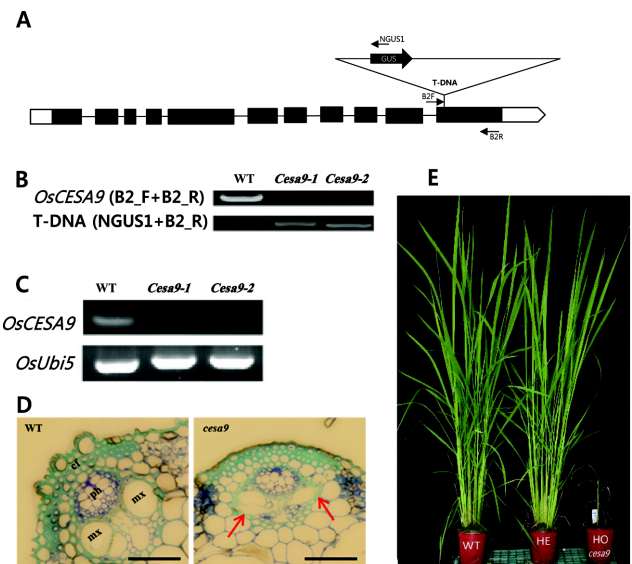 A
NGUS1
GUS
T-DNA
B2F
B2R
B
WT Cesa9-1 Cesa9-2
OsCESA9 (B2_F+B2_R)
T-DNA (NGUS1+B2_R)
C
WT Cesa9-1 Cesa9-2
OsCESA9
OsUbi5
D
WT
cf
ph
mx
mx
cesa9
E
WT
HE
HO
cesa9